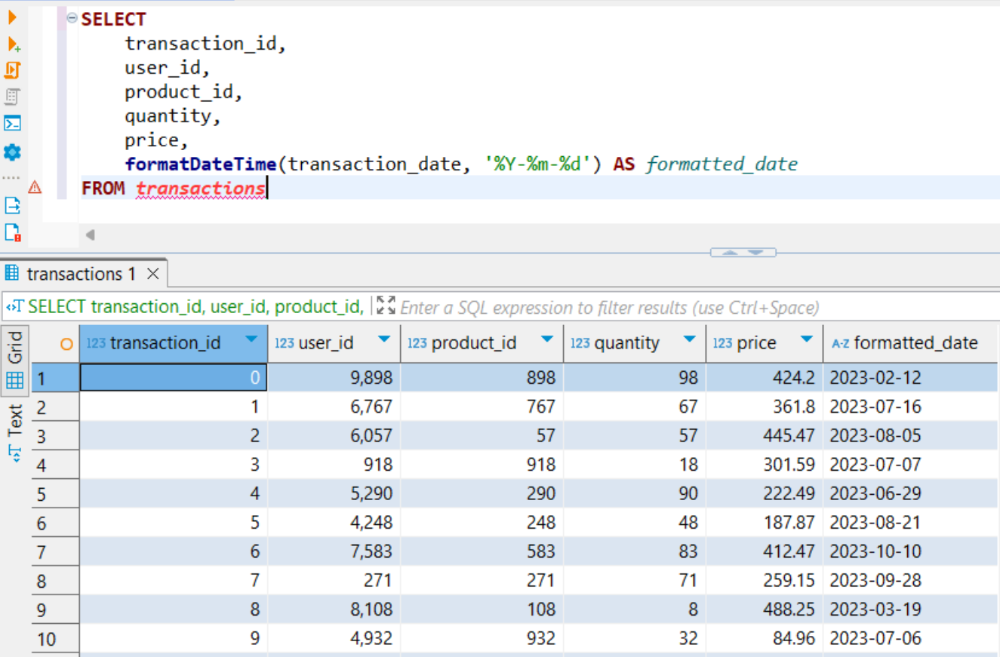 SELECT
transaction_id,
user_id,
product_id,
quantity,
price,
formatDateTime(transaction_date, '%Y-%m-%d') AS formatted_date
FROM transactions
transactions 1
SELECT transaction_id, user_id, product_id, Enter a SQL expression to filter results (use Ctrl+Space)
Grid
Text
123 transaction_id 123 user_id 123 product_id 123 quantity 123 price A-Z formatted_date
1 0 9,898 898 98 424.2 2023-02-12
2 1 6,767 767 67 361.8 2023-07-16
3 2 6,057 57 57 445.47 2023-08-05
4 3 918 918 18 301.59 2023-07-07
5 4 5,290 290 90 222.49 2023-06-29
6 5 4,248 248 48 187.87 2023-08-21
7 6 7,583 583 83 412.47 2023-10-10
8 7 271 271 71 259.15 2023-09-28
9 8 8,108 108 8 488.25 2023-03-19
10 9 4,932 932 32 84.96 2023-07-06